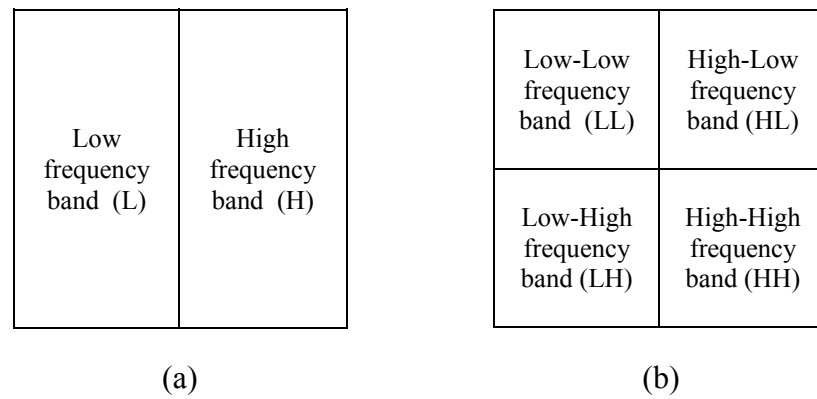 Low
frequency
band (L)
High
frequency
band (H)
Low-Low
frequency
band (LL)
High-Low
frequency
band (HL)
Low-High
frequency
band (LH)
High-High
frequency
band (HH)
(a)
(b)